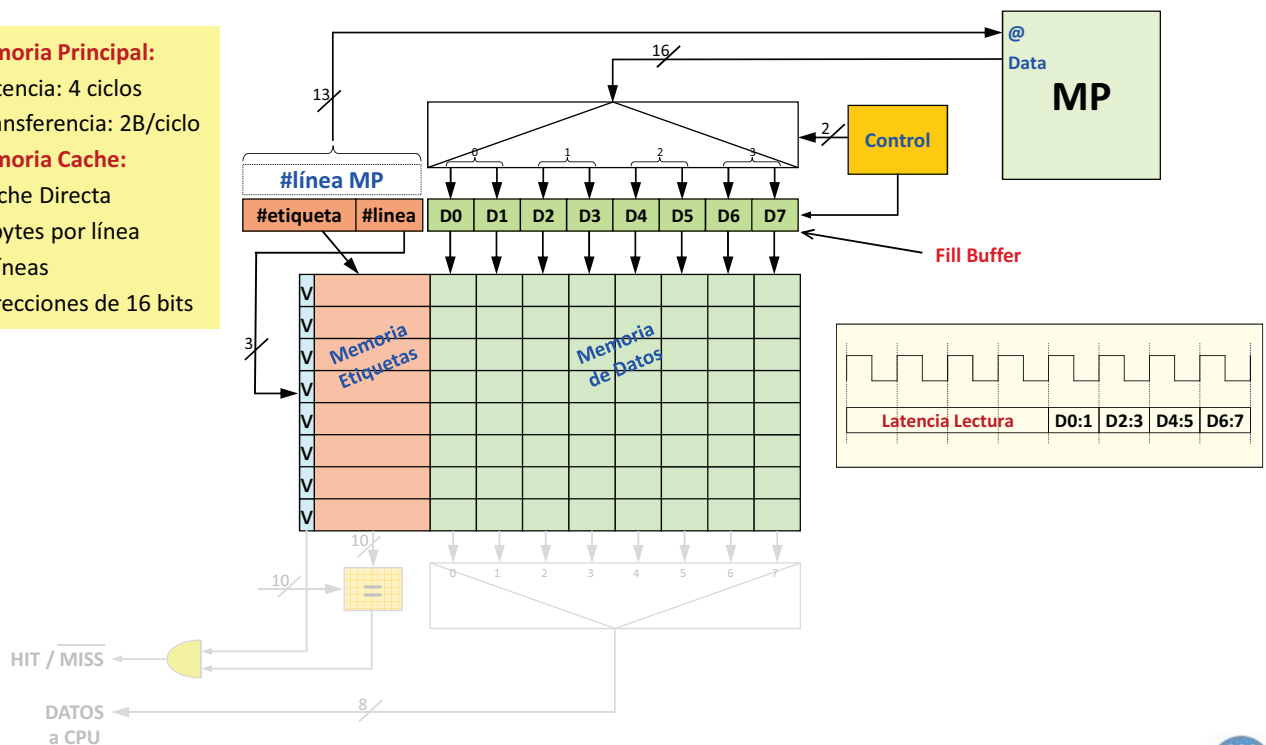 moria Principal:
tencia: 4 ciclos
ansferencia: 2B/ciclo
moria Cache:
che Directa
bytes por línea
íneas
recciones de 16 bits
@
Data
MP
16
13
2
Control
0 1 2 3
#línea MP
#etiqueta #linea D0 D1 D2 D3 D4 D5 D6 D7
Fill Buffer
V
V
V
V
V
V
V
V
3
Memoria
Etiquetas
Memoria
de Datos
Latencia Lectura D0:1 D2:3 D4:5 D6:7
10
10
=
0 1 2 3 4 5 6 7
HIT / MISS
8
DATOS
a CPU